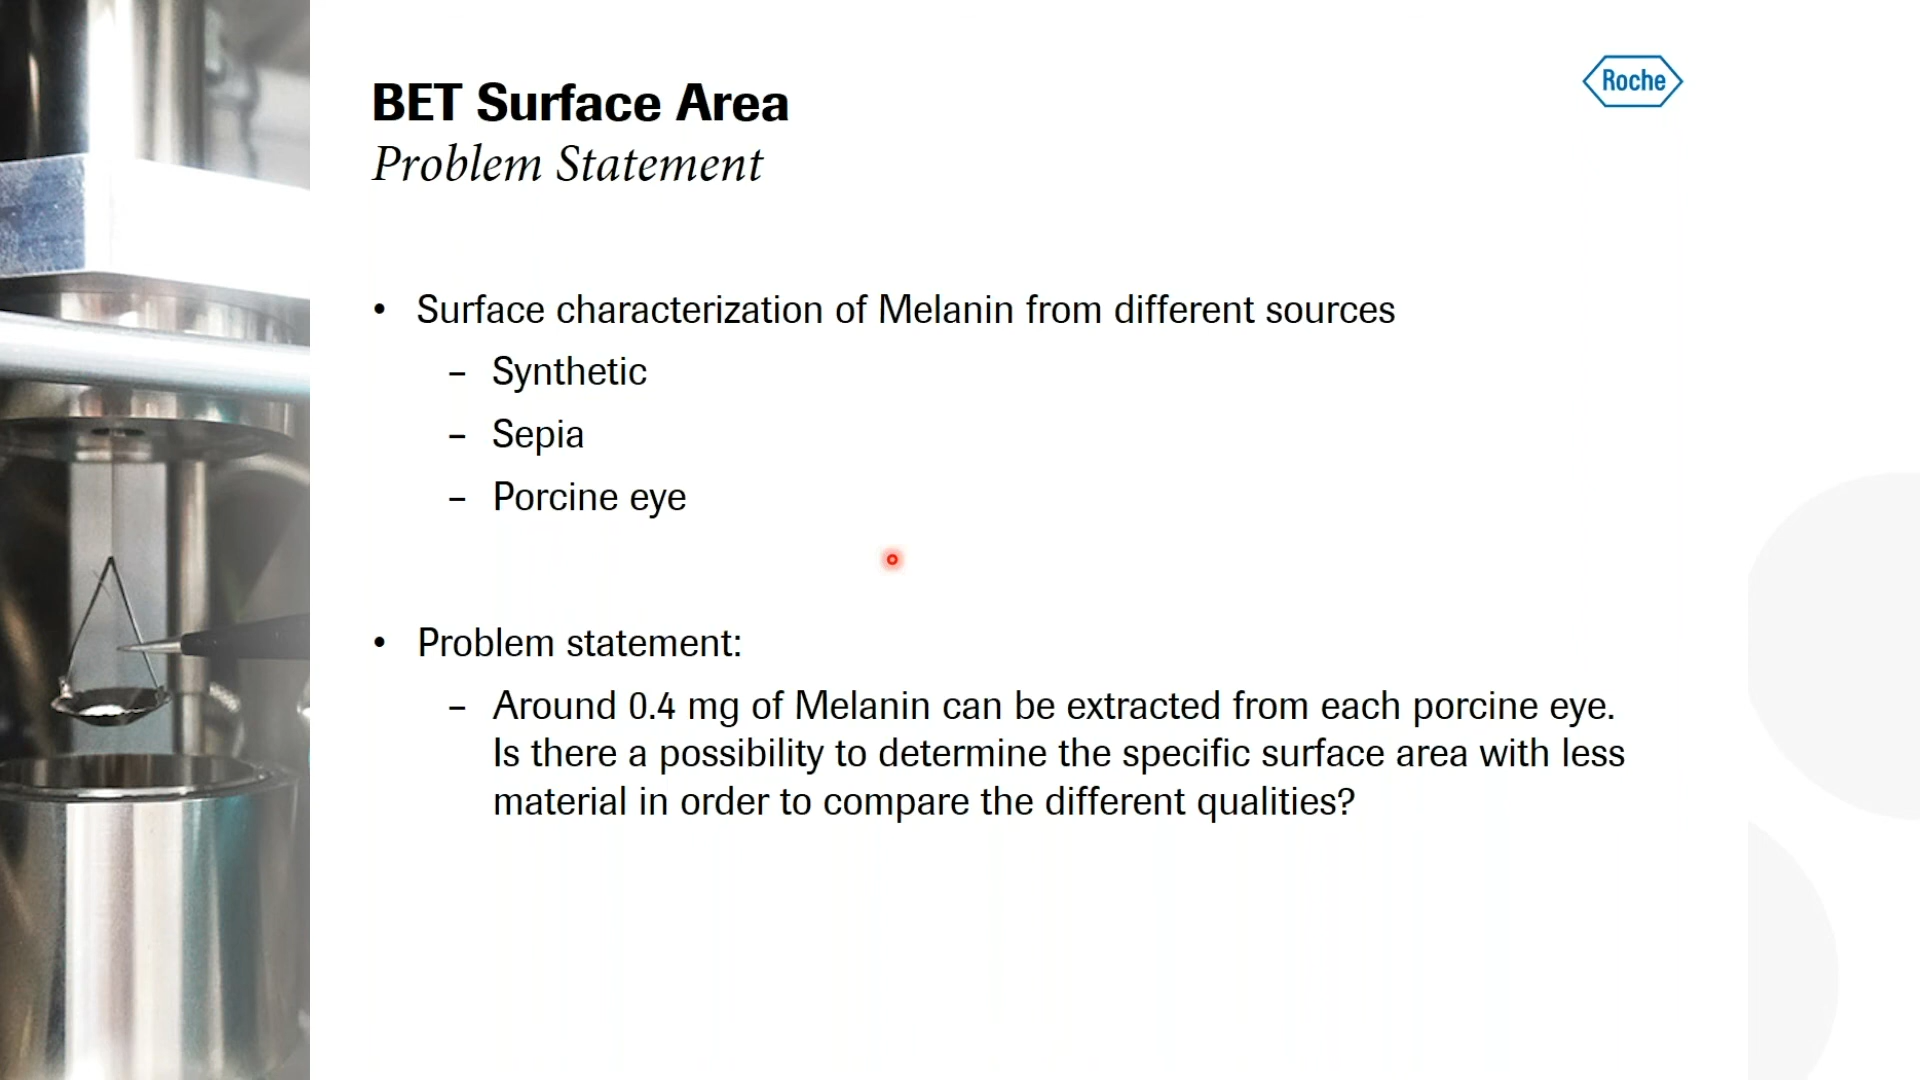 BET Surface Area
Roche
Problem Statement
• Surface characterization of Melanin from different sources
– Synthetic
– Sepia
– Porcine eye
• Problem statement:
– Around 0.4 mg of Melanin can be extracted from each porcine eye.
Is there a possibility to determine the specific surface area with less
material in order to compare the different qualities?